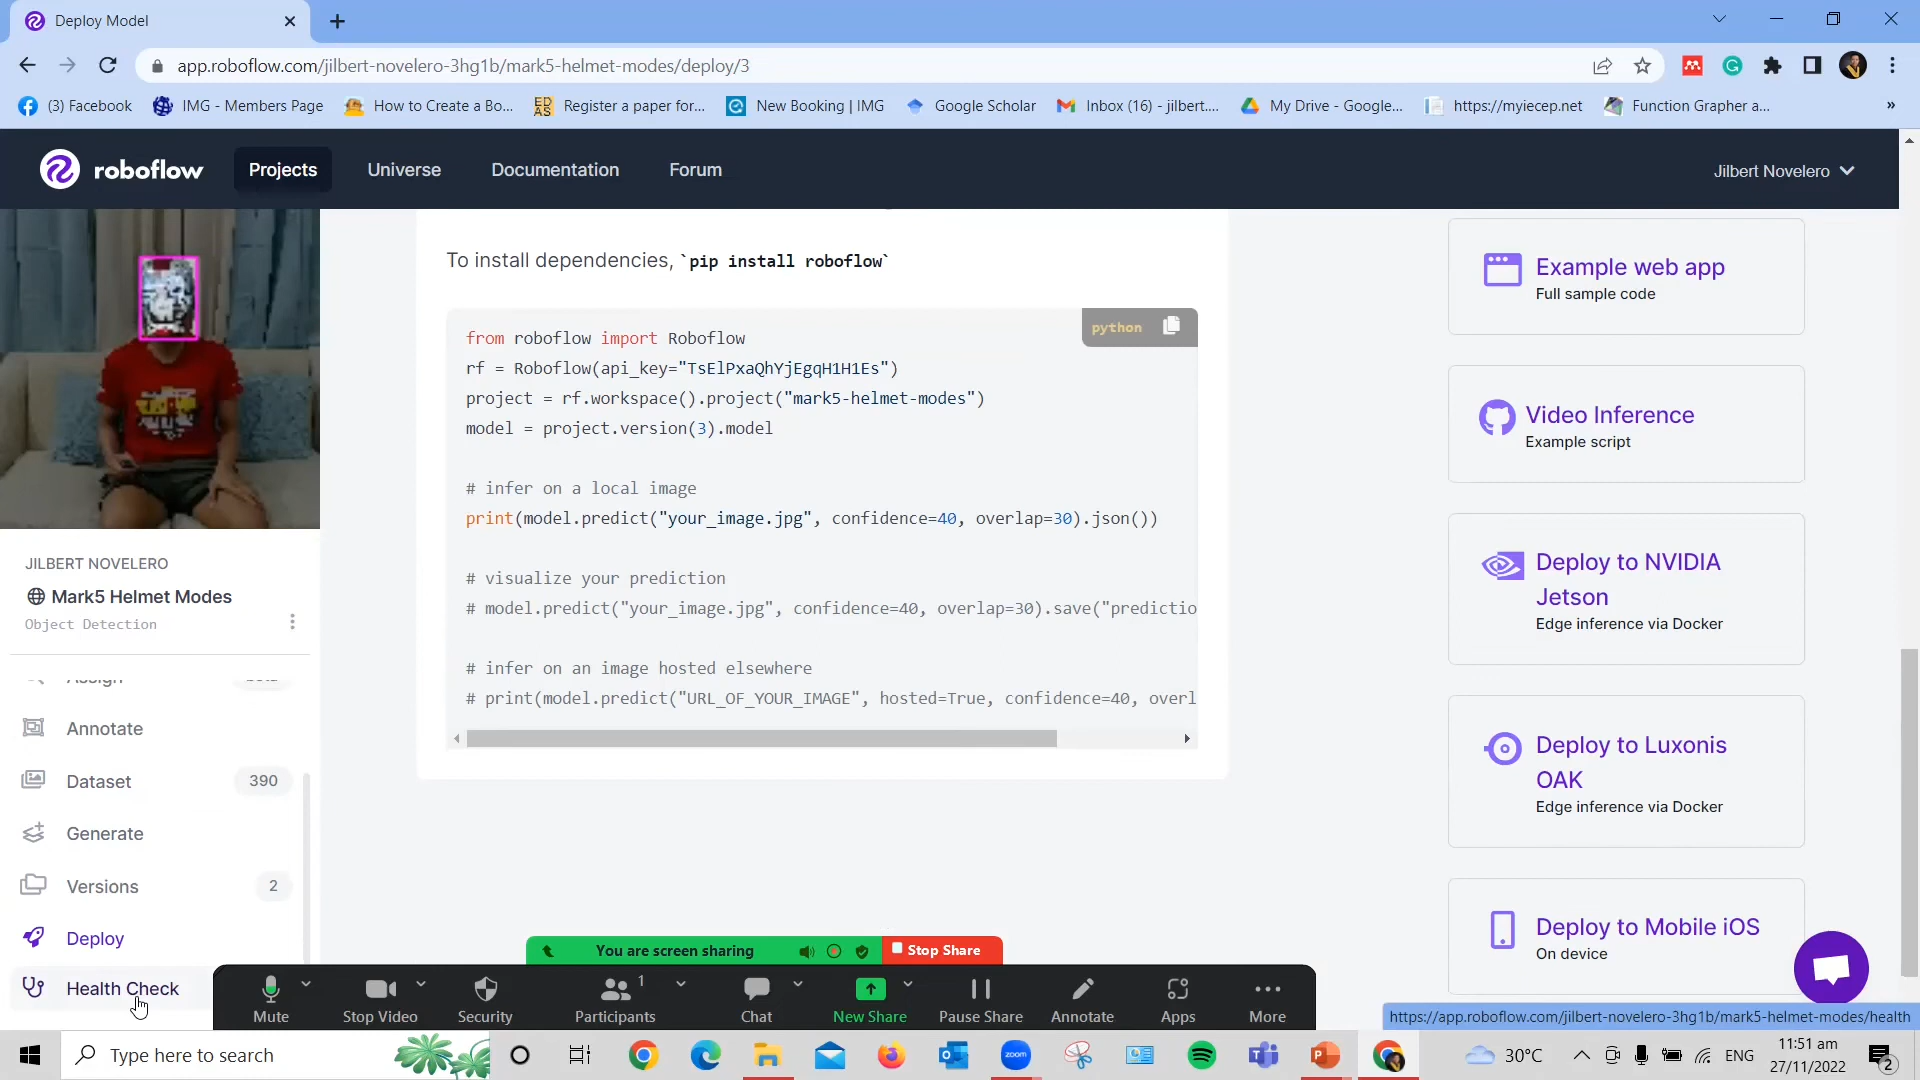 Deploy Model
app.roboflow.com/jilbert-novelero-3hg1b/mark5-helmet-modes/deploy/3
(3) Facebook
IMG - Members Page
How to Create a Bo...
Register a paper for...
New Booking | IMG
Google Scholar
Inbox (16) - jilbert....
My Drive - Google...
https://myiecep.net
Function Grapher a...
»
roboflow
Projects
Universe
Documentation
Forum
Jilbert Novelero
To install dependencies, `pip install roboflow`
python
from roboflow import Roboflow
rf = Roboflow(api_key="TsElPxaQhYjEgqH1H1Es")
project = rf.workspace().project("mark5-helmet-modes")
model = project.version(3).model
# infer on a local image
print(model.predict("your_image.jpg", confidence=40, overlap=30).json())
# visualize your prediction
# model.predict("your_image.jpg", confidence=40, overlap=30).save("predictio
# infer on an image hosted elsewhere
# print(model.predict("URL_OF_YOUR_IMAGE", hosted=True, confidence=40, overl
Example web app
Full sample code
Video Inference
Example script
Deploy to NVIDIA
Jetson
Edge inference via Docker
Deploy to Luxonis
OAK
Edge inference via Docker
Deploy to Mobile iOS
On device
JILBERT NOVELERO
Mark5 Helmet Modes
Object Detection
Annotate
Dataset
390
Generate
Versions
2
Deploy
Health Check
You are screen sharing
Stop Share
Mute
Stop Video
Security
Participants
1
Chat
New Share
Pause Share
Annotate
Apps
More
https://app.roboflow.com/jilbert-novelero-3hg1b/mark5-helmet-modes/health
Type here to search
zoom
30°C
ENG
11:51 am
27/11/2022
2